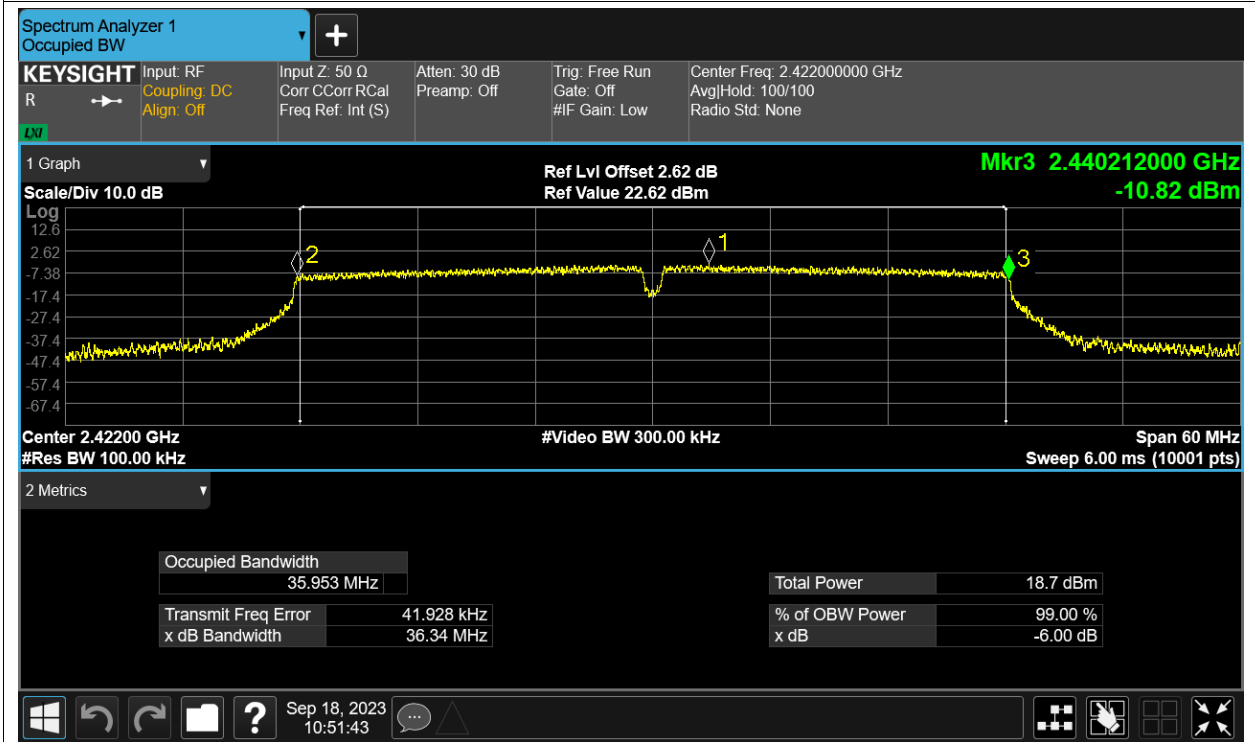 Spectrum Analyzer 1
Occupied BW
KEYSIGHT
R
LXI
Input: RF
Coupling: DC
Align: Off
Input Z: 50 Ω
Corr CCorr RCal
Freq Ref: Int (S)
Atten: 30 dB
Preamp: Off
Trig: Free Run
Gate: Off
#IF Gain: Low
Center Freq: 2.422000000 GHz
Avg|Hold: 100/100
Radio Std: None
1 Graph
Scale/Div 10.0 dB
Ref Lvl Offset 2.62 dB
Ref Value 22.62 dBm
Mkr3 2.440212000 GHz
-10.82 dBm
Log
12.6
2.62
-7.38
-17.4
-27.4
-37.4
-47.4
-57.4
-67.4
2
1
3
Center 2.42200 GHz
#Video BW 300.00 kHz
Span 60 MHz
#Res BW 100.00 kHz
Sweep 6.00 ms (10001 pts)
2 Metrics
Occupied Bandwidth
35.953 MHz
Transmit Freq Error 41.928 kHz
x dB Bandwidth 36.34 MHz
Total Power 18.7 dBm
% of OBW Power 99.00 %
x dB -6.00 dB
?
Sep 18, 2023
10:51:43